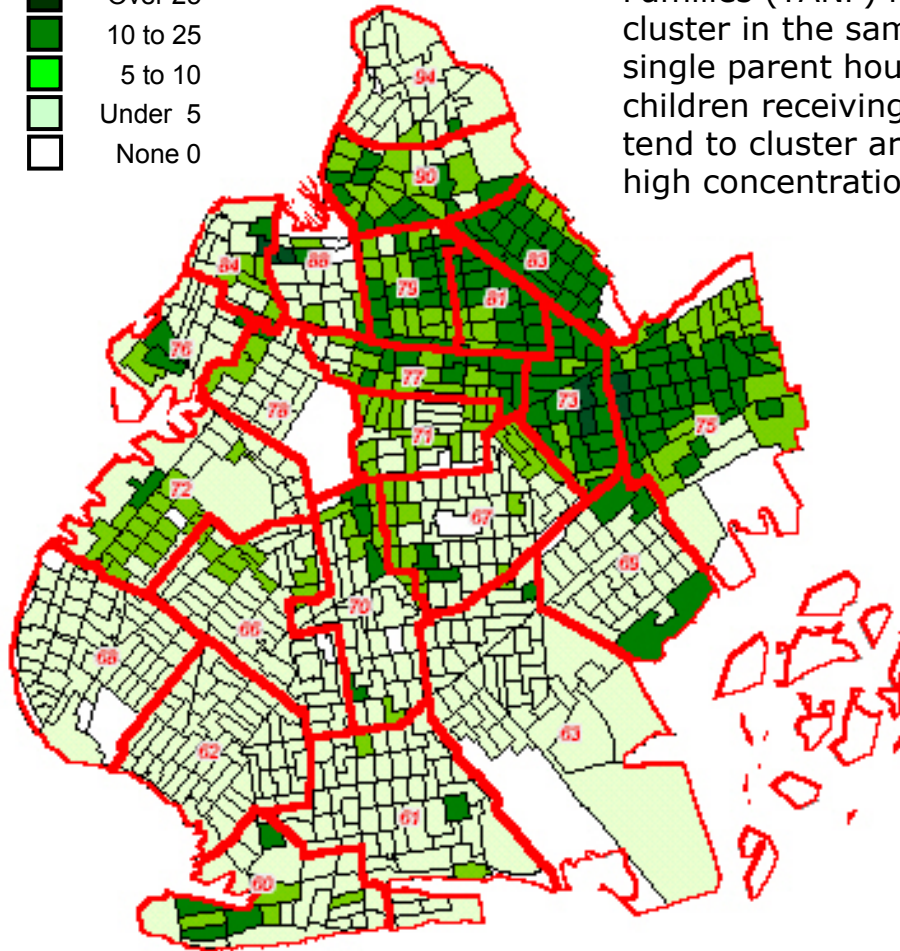 10 to 25
5 to 10
Under 5
None 0
Families (TANF)
cluster in the sam
single parent hou
children receiving
tend to cluster ar
high concentratio
94
90
84
88
83
79
81
76
77
73
78
71
75
72
67
69
70
66
68
63
62
61
60